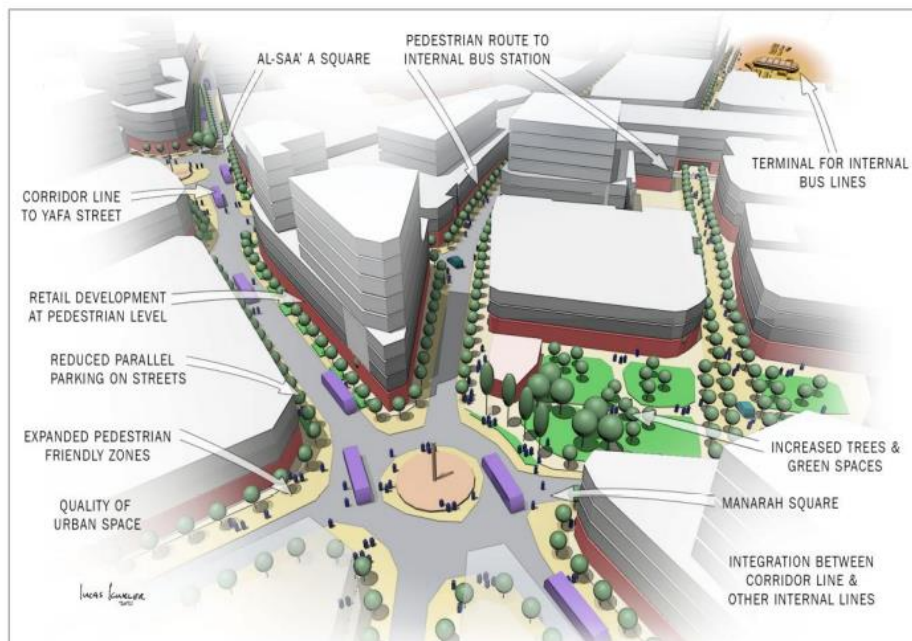 PEDESTRIAN ROUTE TO
INTERNAL BUS STATION
AL-SAA' A SQUARE
TERMINAL FOR INTERNAL
BUS LINES
CORRIDOR LINE
TO YAFA STREET
RETAIL DEVELOPMENT
AT PEDESTRIAN LEVEL
REDUCED PARALLEL
PARKING ON STREETS
EXPANDED PEDESTRIAN
FRIENDLY ZONES
INCREASED TREES &
GREEN SPACES
QUALITY OF
URBAN SPACE
MANARAH SQUARE
INTEGRATION BETWEEN
CORRIDOR LINE &
OTHER INTERNAL LINES